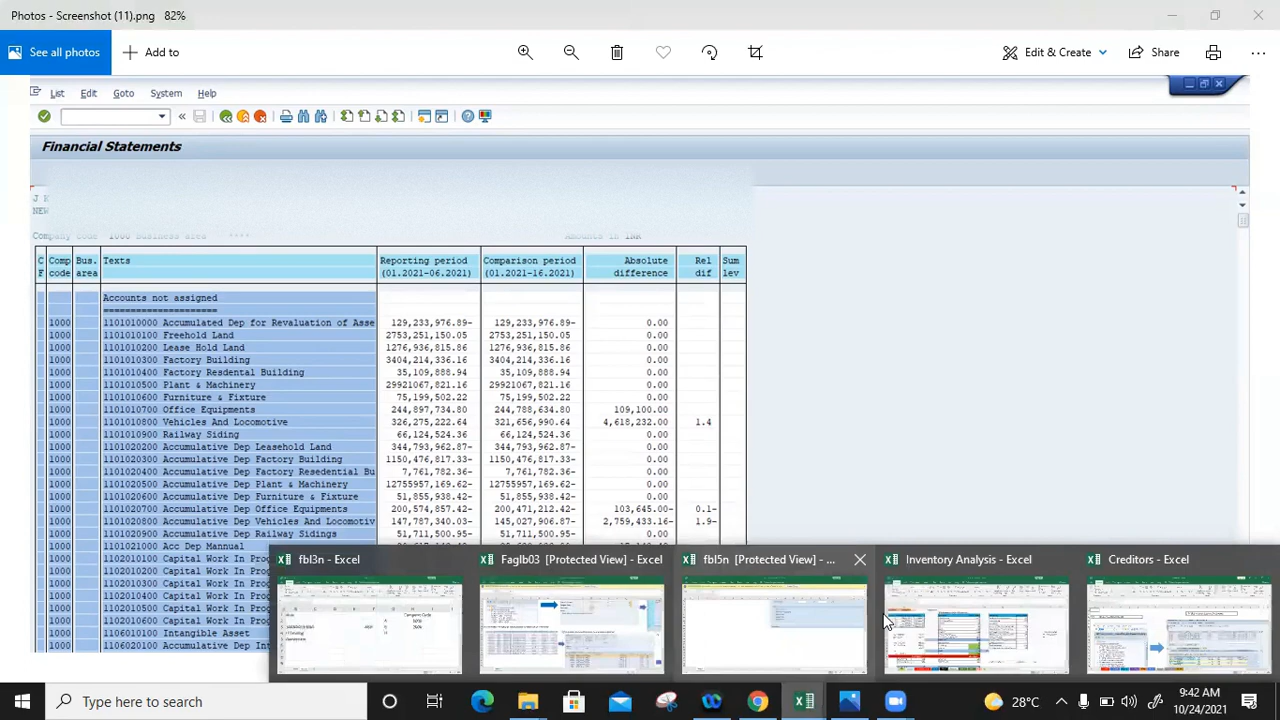 Photos - Screenshot (11).png 82%
See all photos
Add to
Edit & Create
Share
List Edit Goto System Help
Financial Statements
J K
NEW
Company Code 1000 Business area ****
Amounts in INR
C F Comp code Bus. area Texts Reporting period (01.2021-06.2021) Comparison period (01.2021-16.2021) Absolute difference Rel dif Sum lev
Accounts not assigned
=====================
1000 1101010000 Accumulated Dep for Revaluation of Asse 129,233,976.89- 129,233,976.89- 0.00
1000 1101010100 Freehold Land 2753,251,150.05 2753,251,150.05 0.00
1000 1101010200 Lease Hold Land 1276,936,815.86 1276,936,815.86 0.00
1000 1101010300 Factory Building 3404,214,336.16 3404,214,336.16 0.00
1000 1101010400 Factory Resdental Building 35,109,888.94 35,109,888.94 0.00
1000 1101010500 Plant & Machinery 29921067,821.16 29921067,821.16 0.00
1000 1101010600 Furniture & Fixture 75,199,502.22 75,199,502.22 0.00
1000 1101010700 Office Equipments 244,897,734.80 244,788,634.80 109,100.00
1000 1101010800 Vehicles And Locomotive 326,275,222.64 321,656,990.64 4,618,232.00 1.4
1000 1101010900 Railway Siding 66,124,524.36 66,124,524.36 0.00
1000 1101020200 Accumulative Dep Leasehold Land 344,793,962.87- 344,793,962.87- 0.00
1000 1101020300 Accumulative Dep Factory Building 1150,476,817.33- 1150,476,817.33- 0.00
1000 1101020400 Accumulative Dep Factory Resedential Bu 7,761,782.36- 7,761,782.36- 0.00
1000 1101020500 Accumulative Dep Plant & Machinery 12755957,169.62- 12755957,169.62- 0.00
1000 1101020600 Accumulative Dep Furniture & Fixture 51,855,938.42- 51,855,938.42- 0.00
1000 1101020700 Accumulative Dep Office Equipments 200,574,857.42- 200,471,212.42- 103,645.00- 0.1-
1000 1101020800 Accumulative Dep Vehicles And Locomotiv 147,787,340.03- 145,027,906.87- 2,759,433.16- 1.9-
1000 1101020900 Accumulative Dep Railway Sidings 51,711,500.95- 51,711,500.95- 0.00
1000 1101021100 Acc Dep Mannual
1000 1102010100 Capital Work In Prog
1000 1102010200 Capital Work In Prog
1000 1102010300 Capital Work In Prog
1000 1102010500 Capital Work In Prog
1000 1102010600 Capital Work In Prog
1000 1106010100 Intangible Asset
1000 1106020100 Accumulative Dep Int
fbl3n - Excel
Faglb03 [Protected View] - Excel
fbl5n [Protected View] - ...
Inventory Analysis - Excel
Creditors - Excel
Type here to search
28°C
9:42 AM
10/24/2021